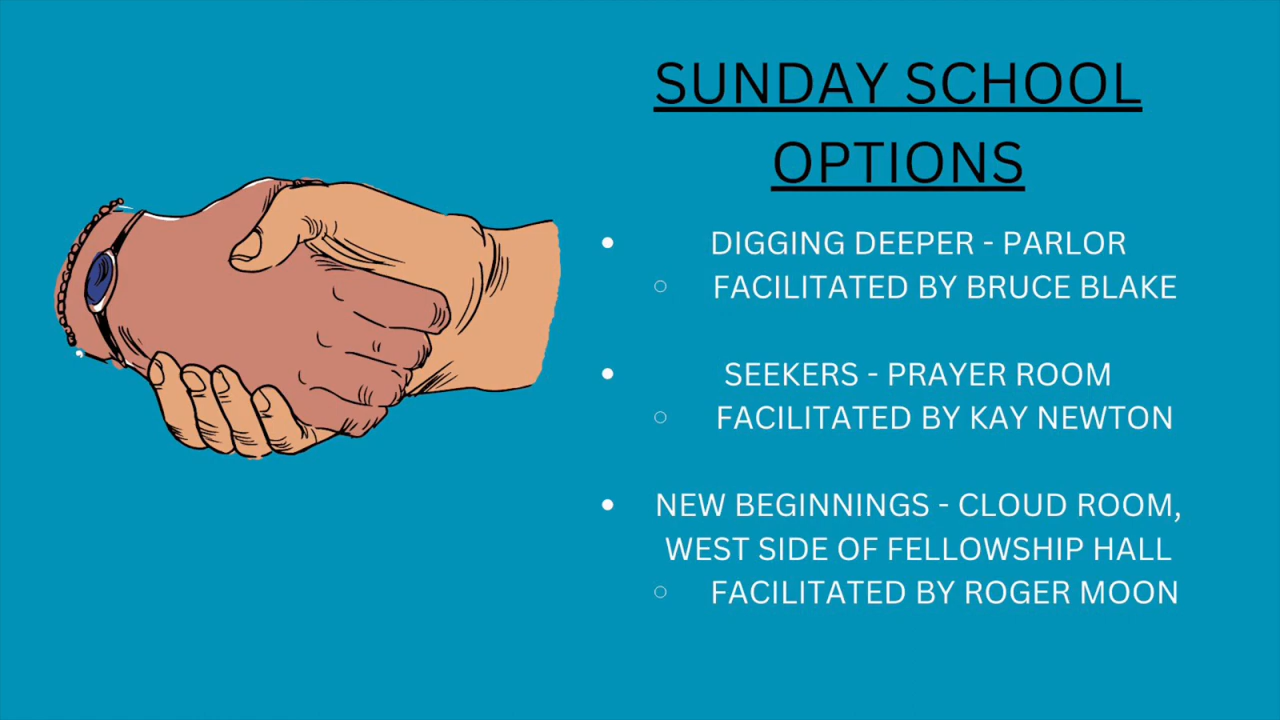 SUNDAY SCHOOL
OPTIONS
DIGGING DEEPER - PARLOR
FACILITATED BY BRUCE BLAKE
SEEKERS - PRAYER ROOM
FACILITATED BY KAY NEWTON
NEW BEGINNINGS - CLOUD ROOM,
WEST SIDE OF FELLOWSHIP HALL
FACILITATED BY ROGER MOON